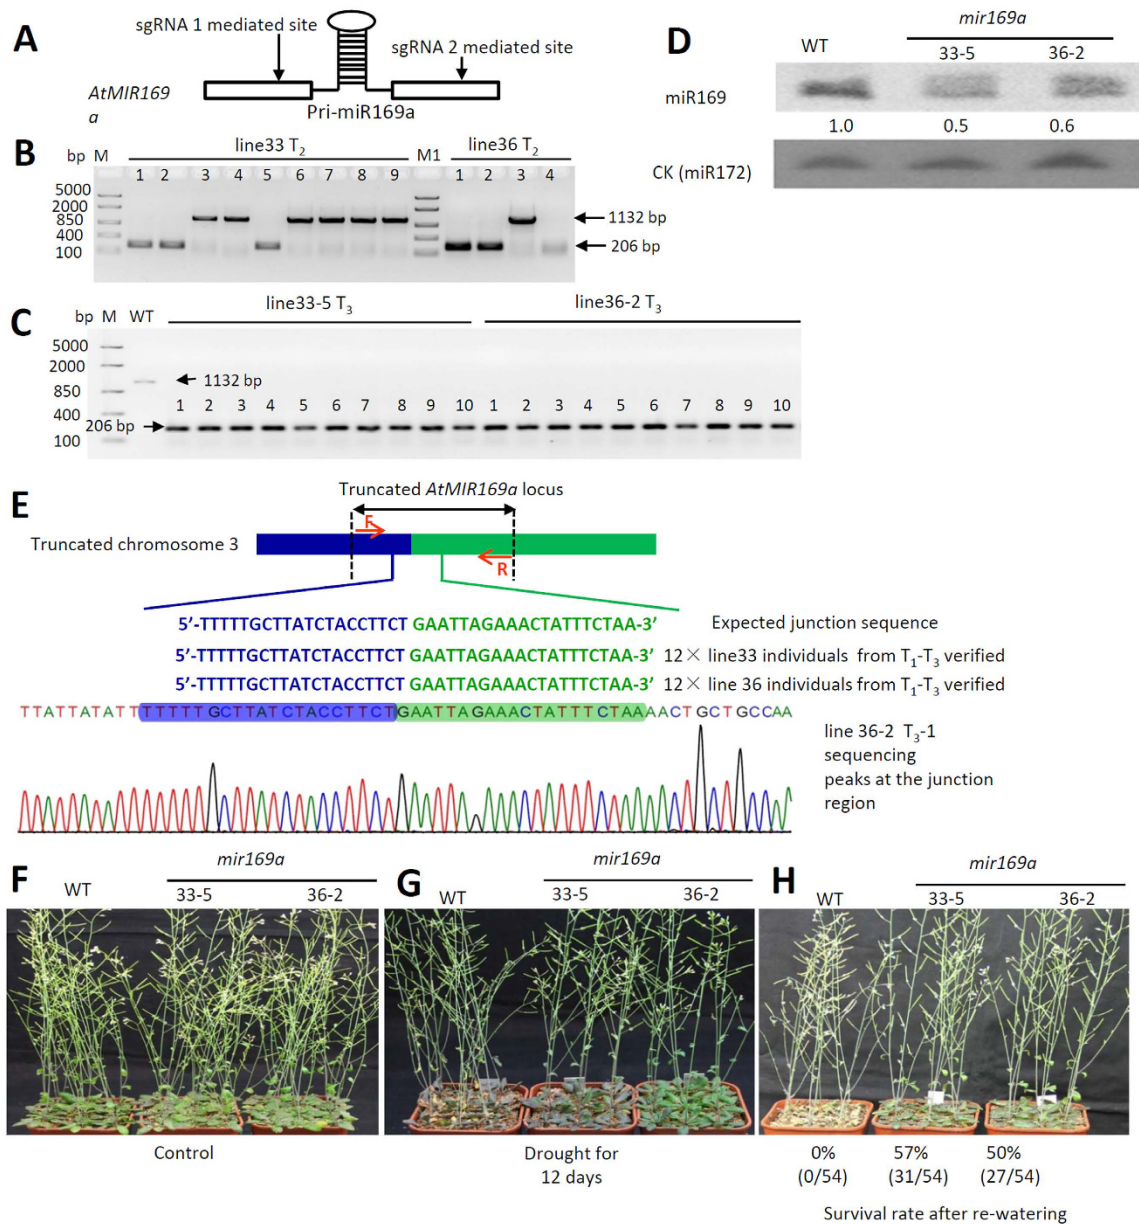 A
sgRNA 1 mediated site
sgRNA 2 mediated site
AtMIR169
a
Pri-miR169a
B
bp M line33 T2 M1 line36 T2
1 2 3 4 5 6 7 8 9 1 2 3 4
5000
2000
850
400
100
1132 bp
206 bp
C
bp M WT line33-5 T3 line36-2 T3
5000
2000
850
400
100
1132 bp
206 bp
1 2 3 4 5 6 7 8 9 10 1 2 3 4 5 6 7 8 9 10
D
mir169a
WT 33-5 36-2
miR169
1.0 0.5 0.6
CK (miR172)
E
Truncated AtMIR169a locus
F
Truncated chromosome 3
R
5'-TTTTTGCTTATCTACCTTCT GAATTAGAAACTATTTCTAA-3' Expected junction sequence
5'-TTTTTGCTTATCTACCTTCT GAATTAGAAACTATTTCTAA-3' 12× line33 individuals from T1-T3 verified
5'-TTTTTGCTTATCTACCTTCT GAATTAGAAACTATTTCTAA-3' 12× line 36 individuals from T1-T3 verified
TTATTATATTTTTTTGCTTATCTACCTTCTGAATTAGAAACTATTTCTAAAACTGCTGCCAA
line 36-2 T3-1
sequencing
peaks at the junction
region
F
mir169a
WT 33-5 36-2
Control
G
mir169a
WT 33-5 36-2
Drought for
12 days
H
mir169a
WT 33-5 36-2
0% 57% 50%
(0/54) (31/54) (27/54)
Survival rate after re-watering